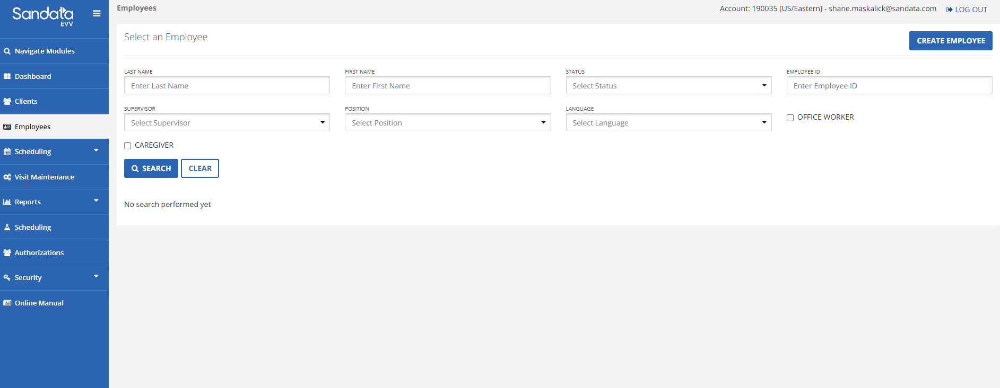 Sandata
EVV
Navigate Modules
Dashboard
Clients
Employees
Scheduling
Visit Maintenance
Reports
Scheduling
Authorizations
Security
Online Manual
Employees
Account: 190035 [US/Eastern] - shane.maskalick@sandata.com LOG OUT
Select an Employee
CREATE EMPLOYEE
LAST NAME FIRST NAME STATUS EMPLOYEE ID
Enter Last Name Enter First Name Select Status Enter Employee ID
SUPERVISOR POSITION LANGUAGE
Select Supervisor Select Position Select Language OFFICE WORKER
CAREGIVER
SEARCH CLEAR
No search performed yet